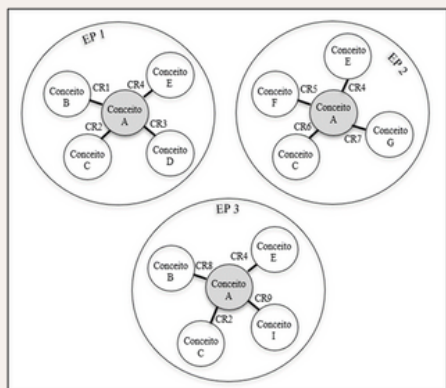 EP 1
Conceito
B
CR1
CR4
Conceito
E
Conceito
A
CR2
CR3
Conceito
C
Conceito
D
EP 2
Conceito
E
Conceito
F
CR5
CR4
Conceito
A
CR6
CR7
Conceito
G
Conceito
C
EP 3
Conceito
B
CR8
CR4
Conceito
E
Conceito
A
CR2
CR9
Conceito
C
Conceito
I